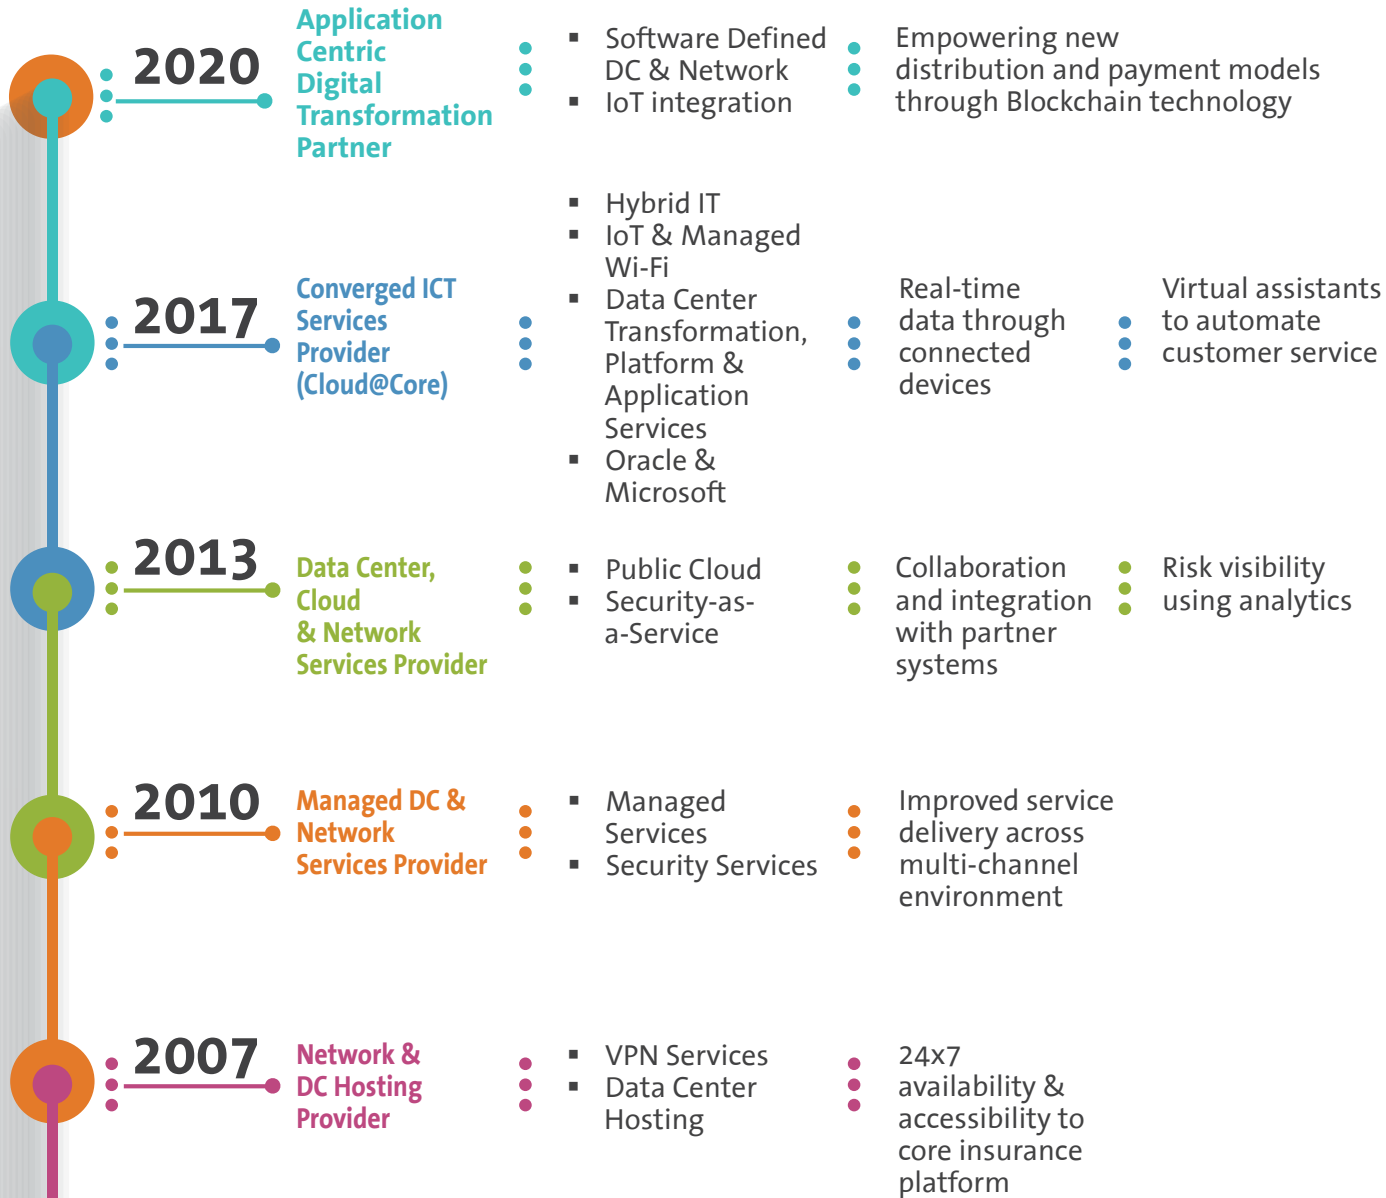 2020
Application
Centric
Digital
Transformation
Partner
▪ Software Defined
DC & Network
▪ IoT integration
Empowering new
distribution and payment models
through Blockchain technology
2017
Converged ICT
Services
Provider
(Cloud@Core)
▪ Hybrid IT
▪ IoT & Managed
Wi-Fi
▪ Data Center
Transformation,
Platform &
Application
Services
▪ Oracle &
Microsoft
Real-time
data through
connected
devices
Virtual assistants
to automate
customer service
2013
Data Center,
Cloud
& Network
Services Provider
▪ Public Cloud
▪ Security-as-
a-Service
Collaboration
and integration
with partner
systems
Risk visibility
using analytics
2010
Managed DC &
Network
Services Provider
▪ Managed
Services
▪ Security Services
Improved service
delivery across
multi-channel
environment
2007
Network &
DC Hosting
Provider
▪ VPN Services
▪ Data Center
Hosting
24x7
availability &
accessibility to
core insurance
platform